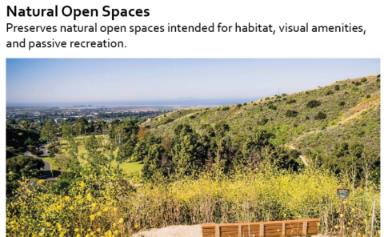 Natural Open Spaces
Preserves natural open spaces intended for habitat, visual amenities,
and passive recreation.